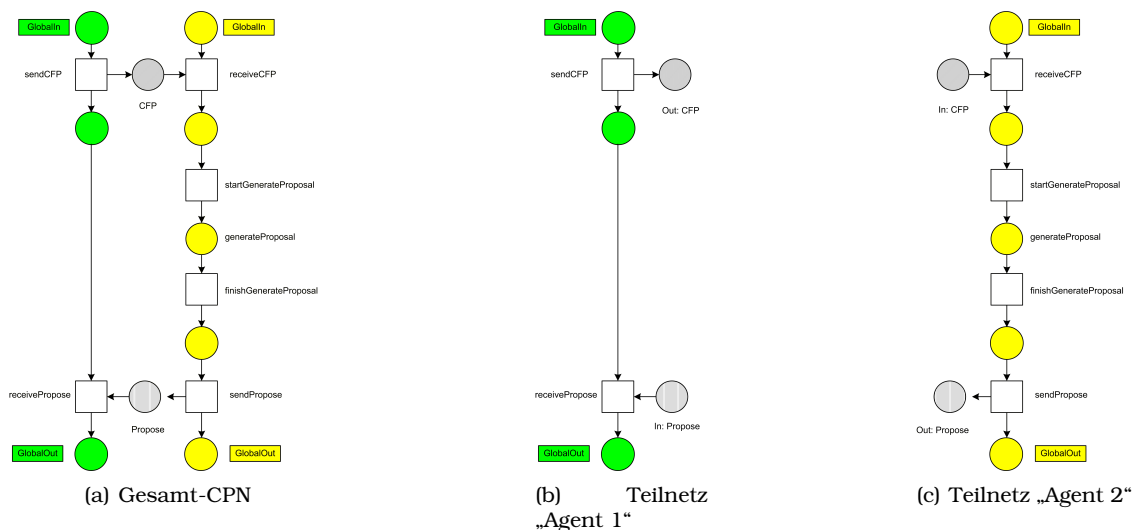 GlobalIn
GlobalIn
sendCFP
receiveCFP
CFP
startGenerateProposal
generateProposal
finishGenerateProposal
receivePropose
sendPropose
Propose
GlobalOut
GlobalOut
(a) Gesamt-CPN
GlobalIn
sendCFP
Out: CFP
receivePropose
In: Propose
GlobalOut
(b) Teilnetz
„Agent 1“
GlobalIn
receiveCFP
In: CFP
startGenerateProposal
generateProposal
finishGenerateProposal
sendPropose
Out: Propose
GlobalOut
(c) Teilnetz „Agent 2“